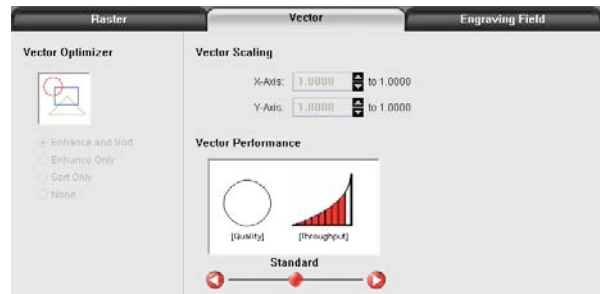 Raster
Vector
Engraving Field
Vector Optimizer
Enhance and Sort
Enhance Only
Sort Only
None
Vector Scaling
X-Axis: 1.0000 to 1.0000
Y-Axis: 1.0000 to 1.0000
Vector Performance
[Quality] [Throughput]
Standard